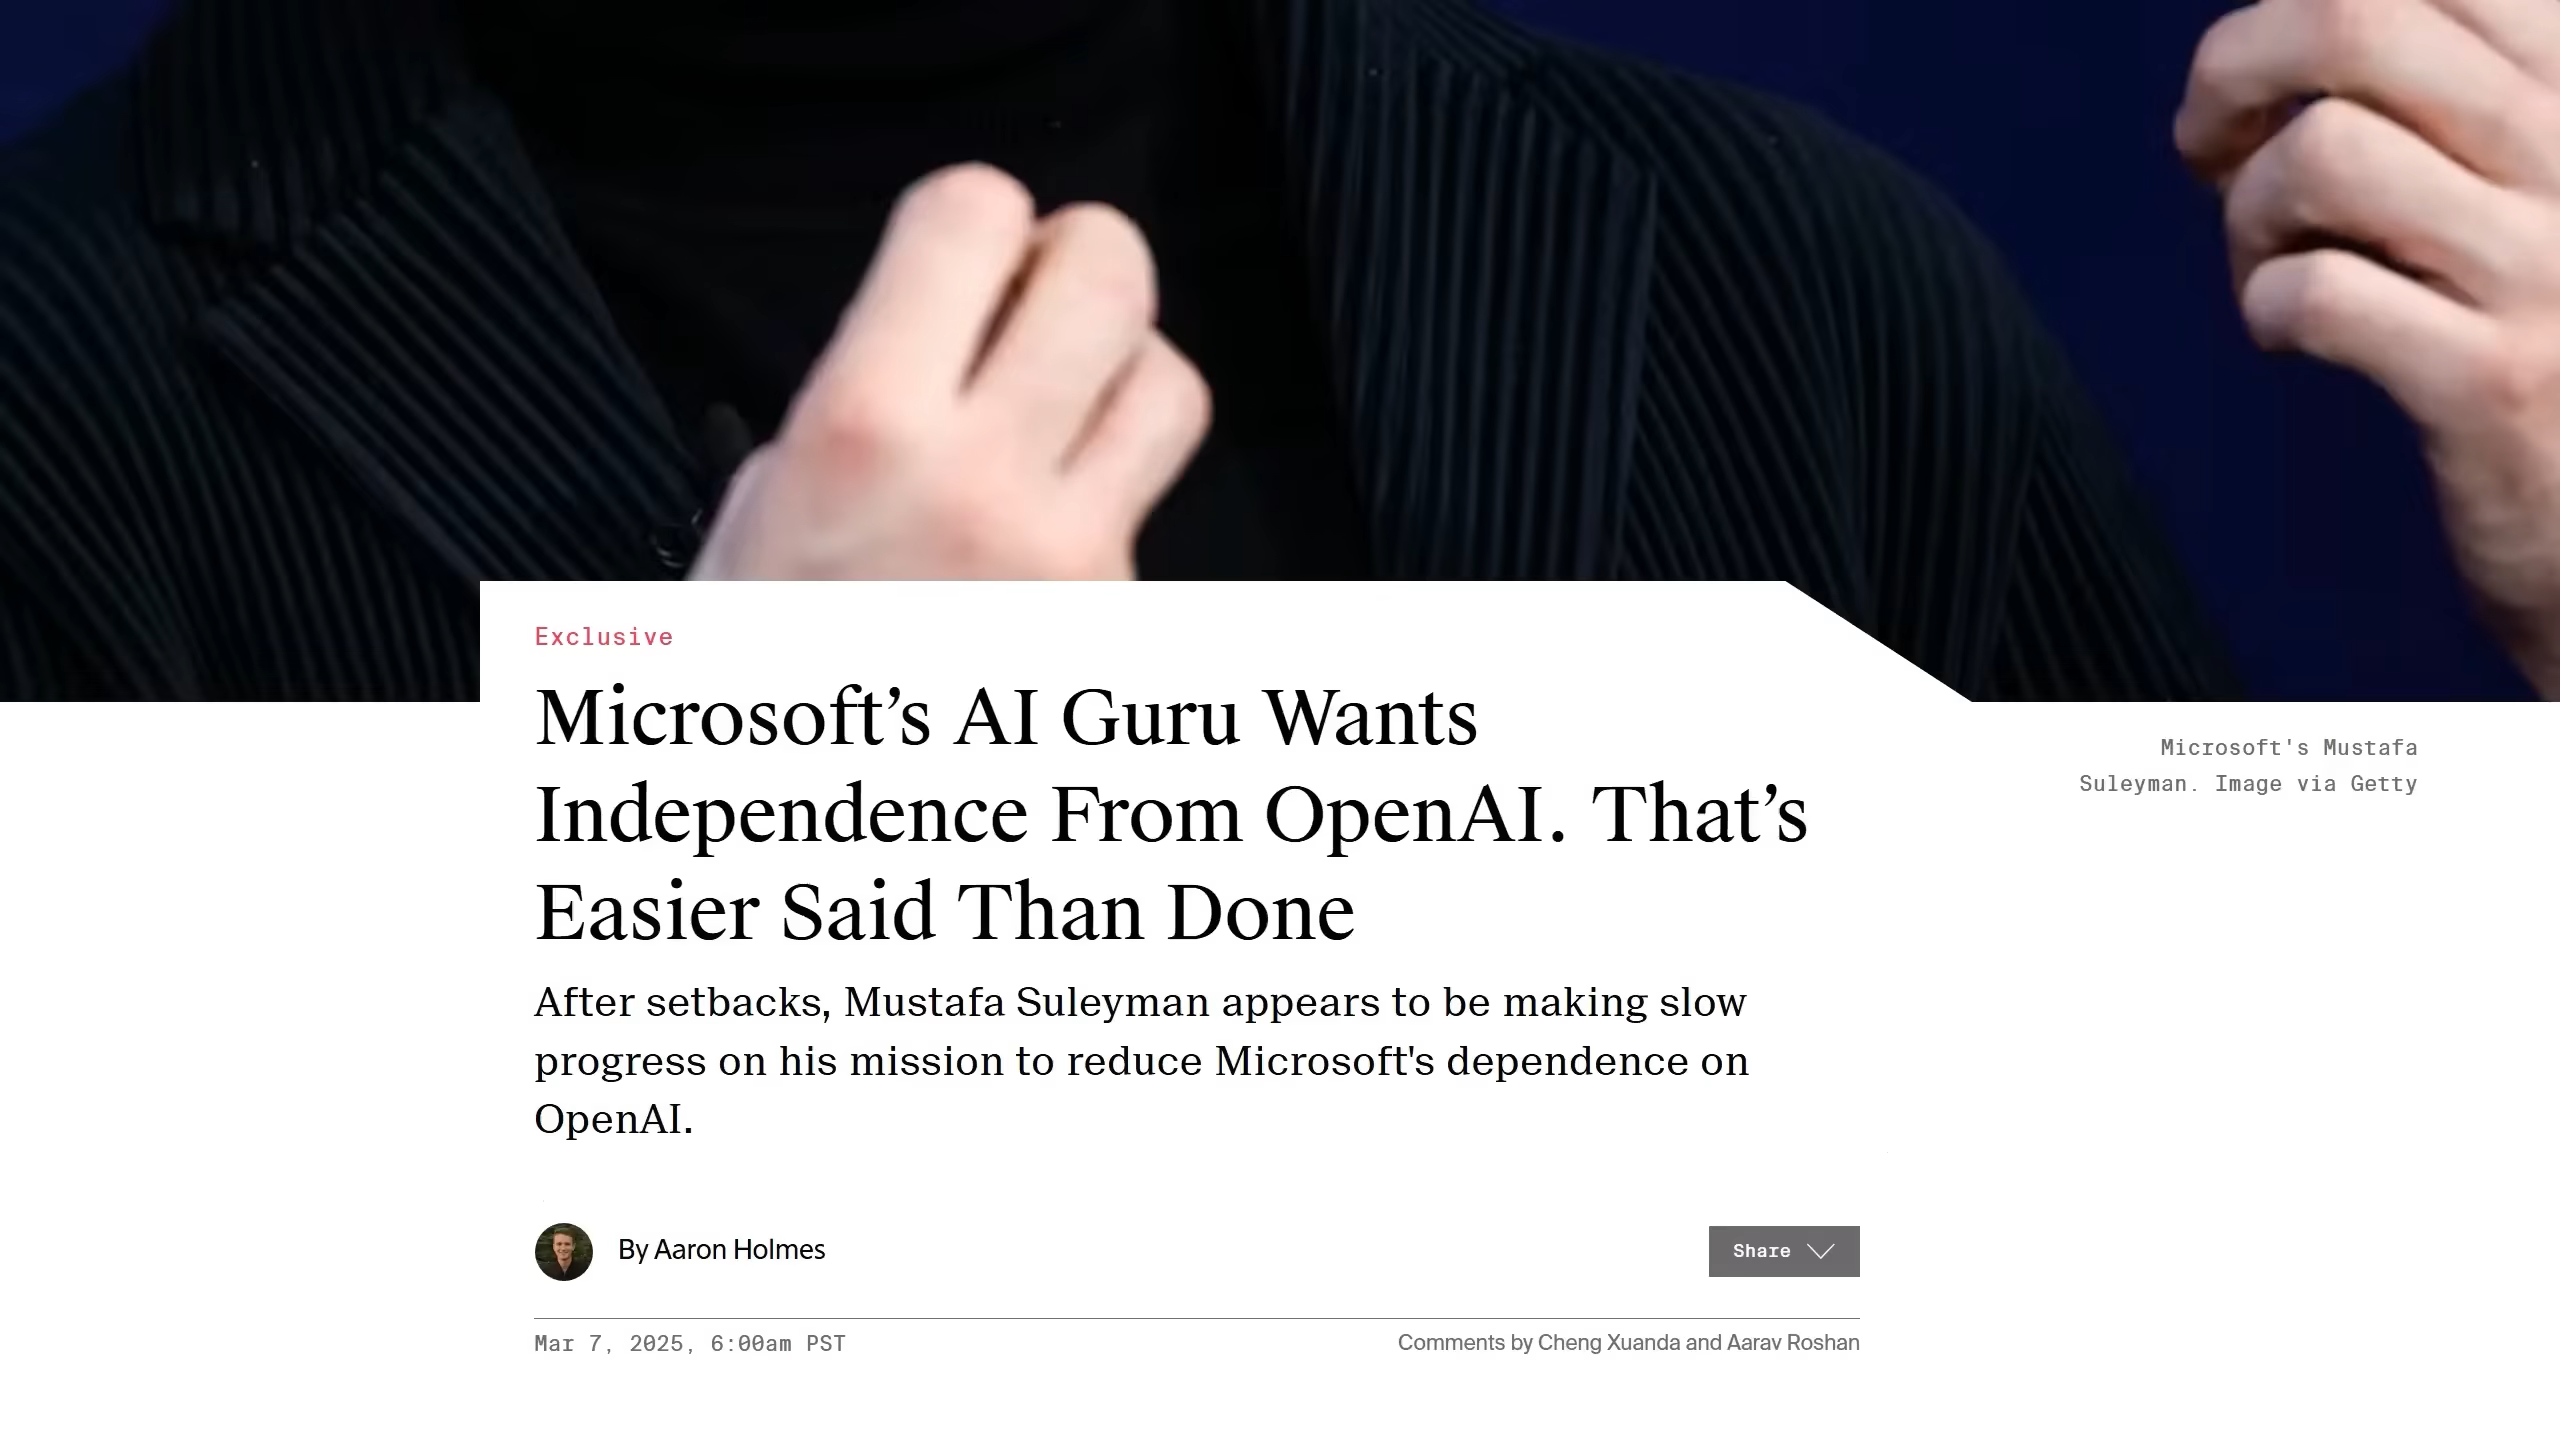 Exclusive
Microsoft’s AI Guru Wants
Independence From OpenAI. That’s
Easier Said Than Done
Microsoft's Mustafa
Suleyman. Image via Getty
After setbacks, Mustafa Suleyman appears to be making slow
progress on his mission to reduce Microsoft's dependence on
OpenAI.
By Aaron Holmes
Share
Mar 7, 2025, 6:00am PST
Comments by Cheng Xuanda and Aarav Roshan